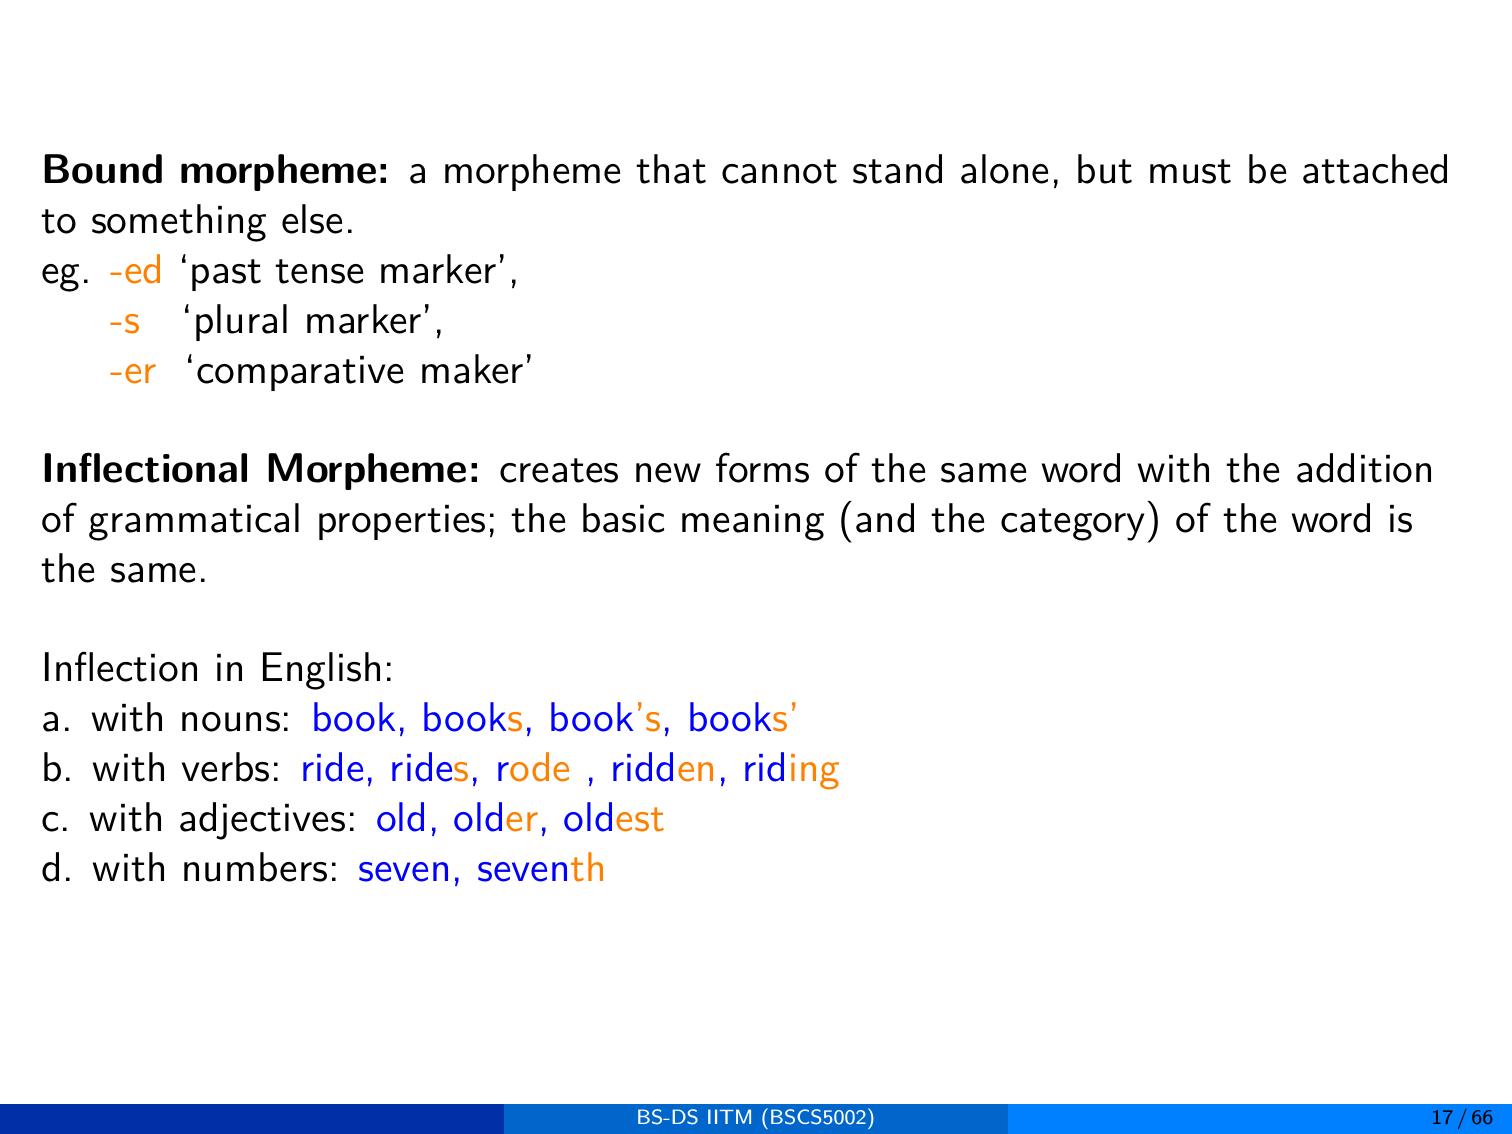 Bound morpheme: a morpheme that cannot stand alone, but must be attached
to something else.
eg. -ed ‘past tense marker’,
-s ‘plural marker’,
-er ‘comparative maker’
Inflectional Morpheme: creates new forms of the same word with the addition
of grammatical properties; the basic meaning (and the category) of the word is
the same.
Inflection in English:
a. with nouns: book, books, book’s, books’
b. with verbs: ride, rides, rode , ridden, riding
c. with adjectives: old, older, oldest
d. with numbers: seven, seventh
BS-DS IITM (BSCS5002) 17 / 66